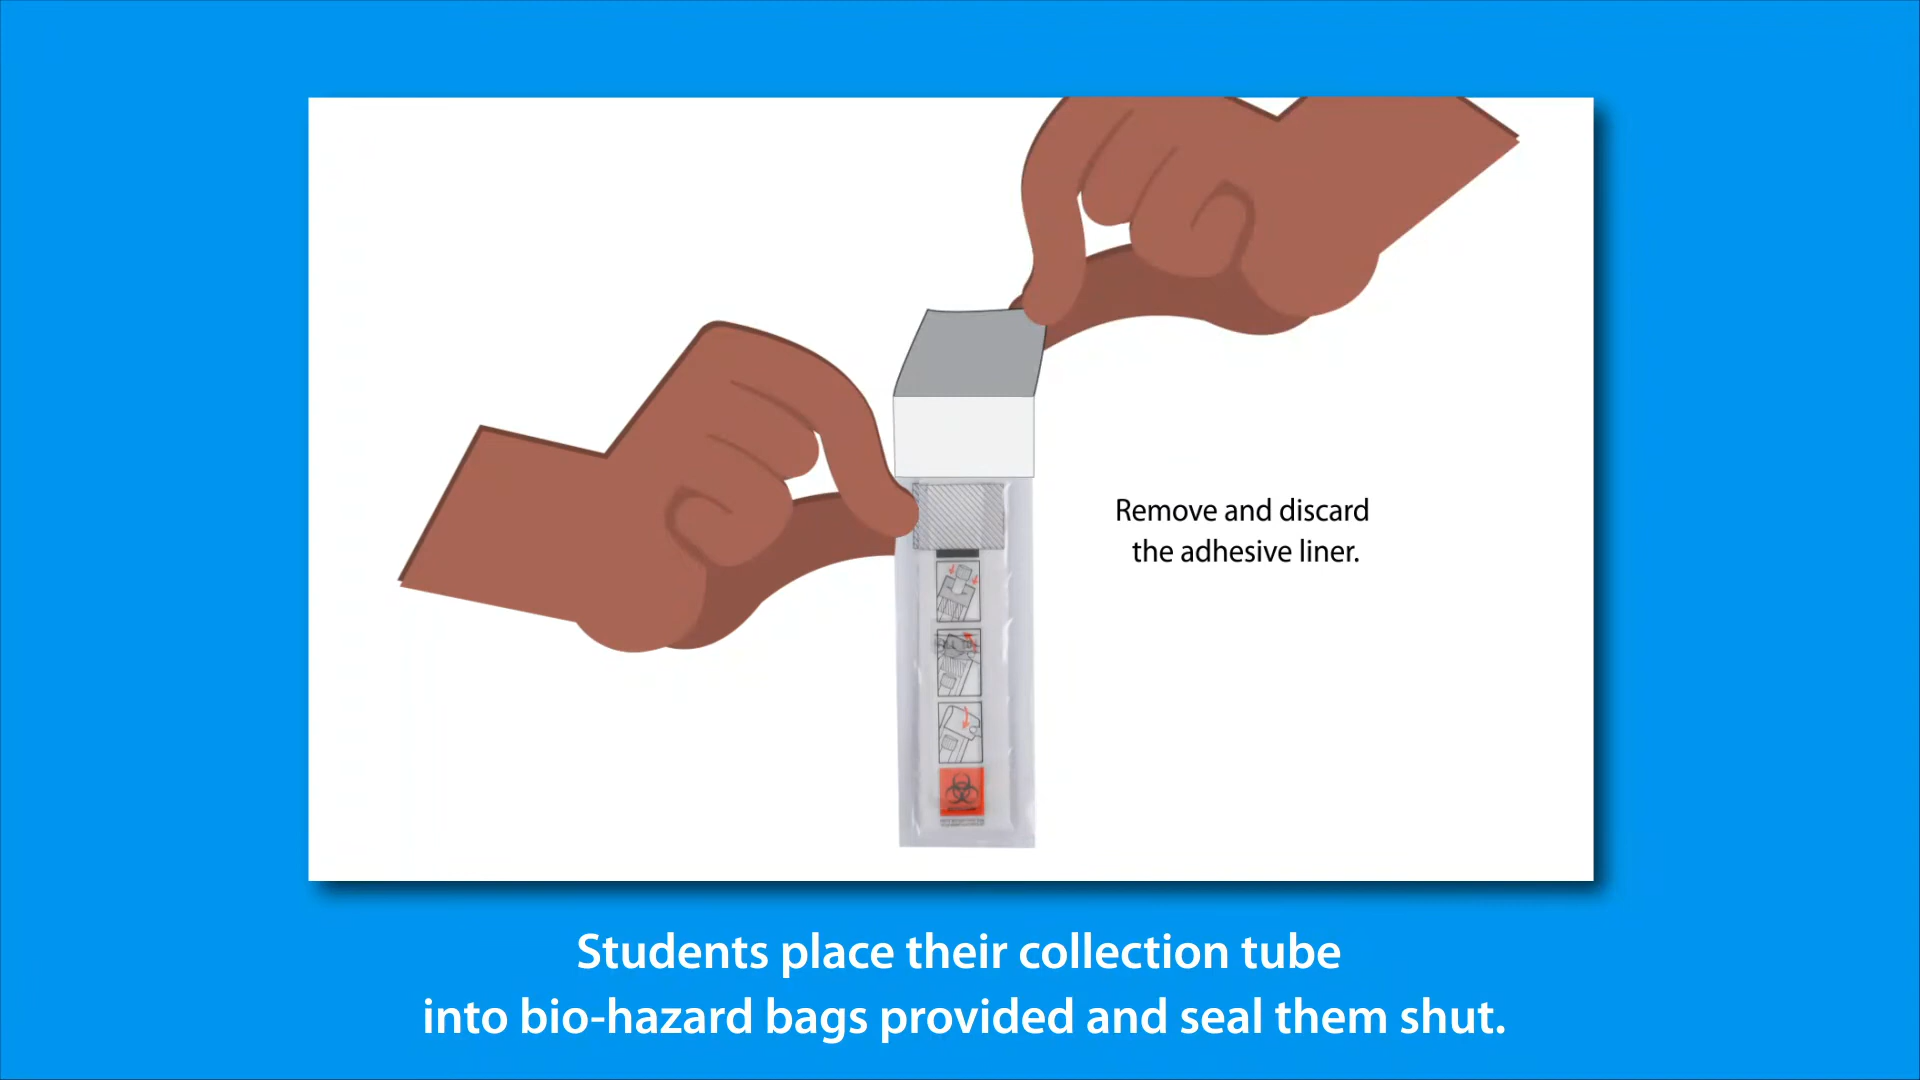 Remove and discard
the adhesive liner.
Students place their collection tube
into bio-hazard bags provided and seal them shut.